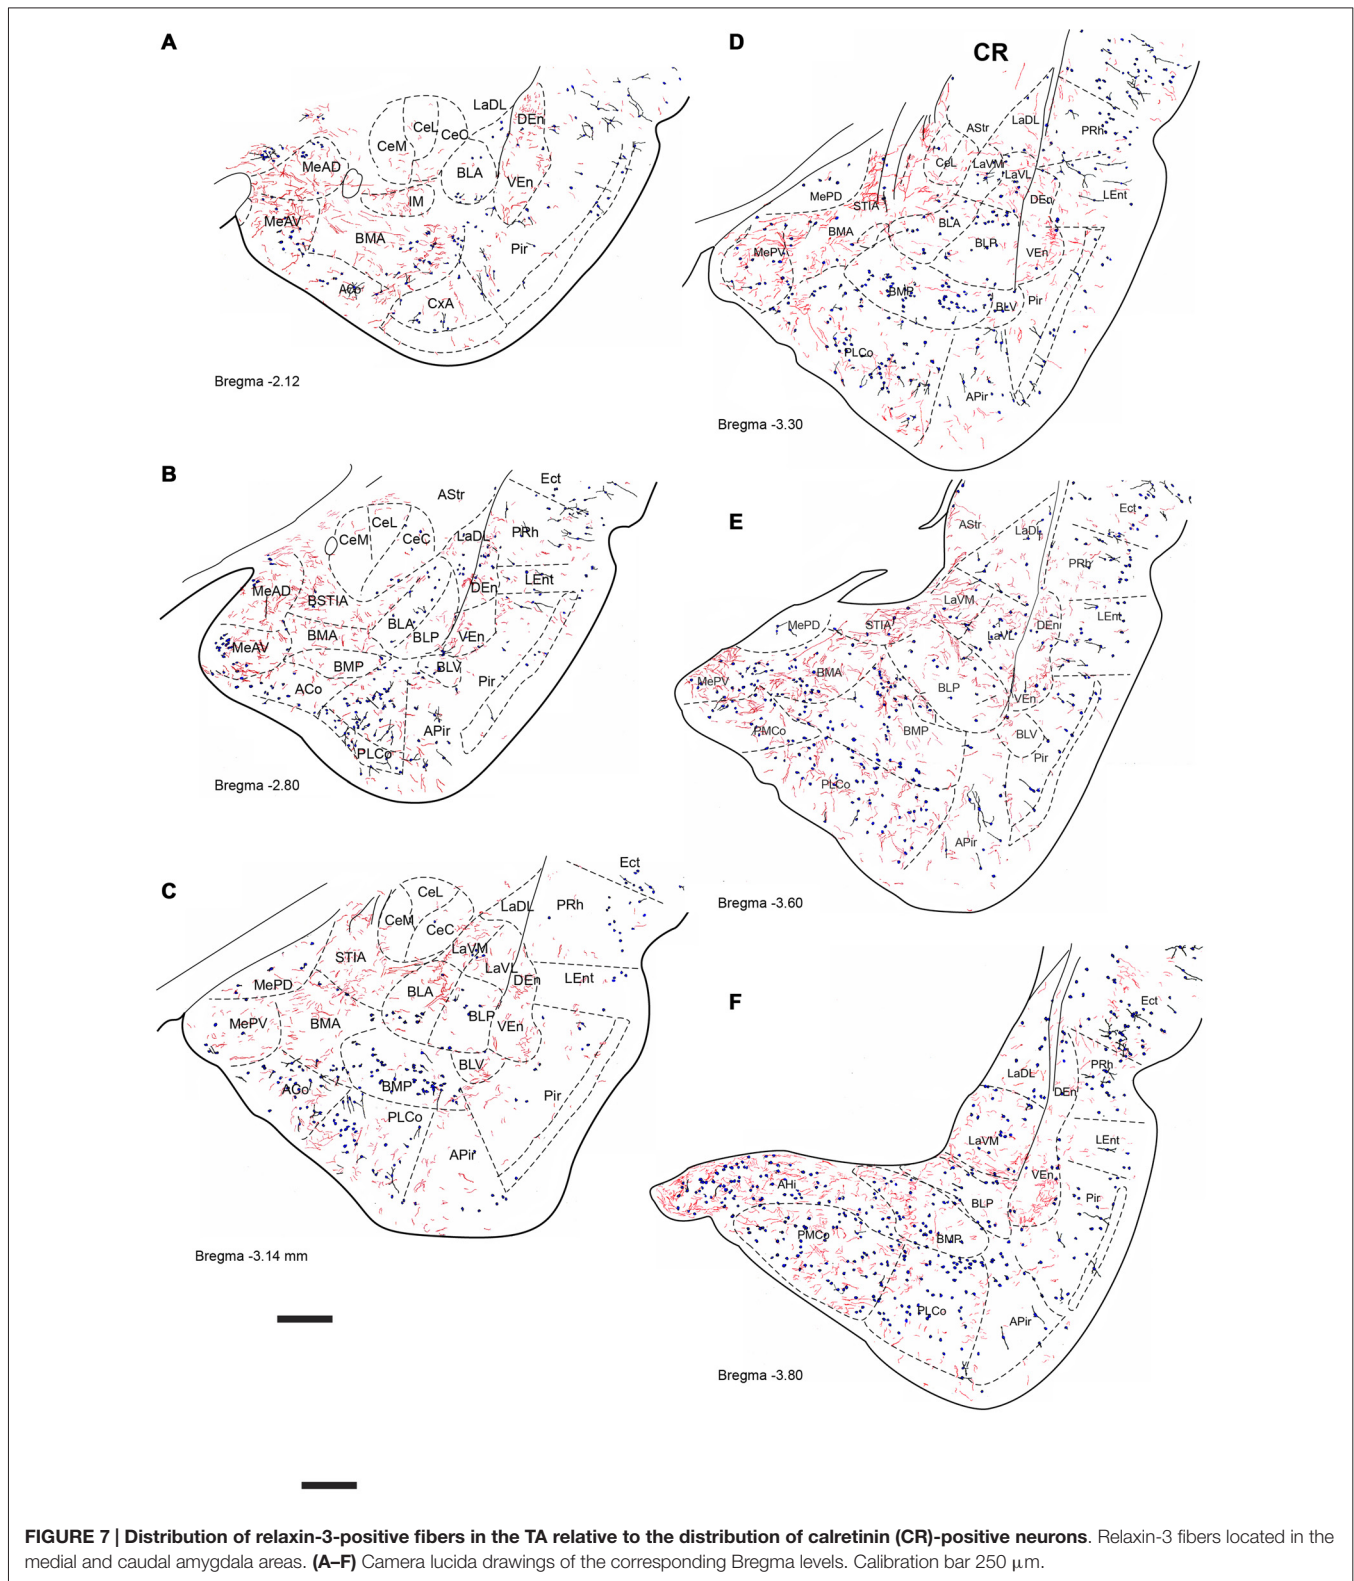 A
LaDL
DEn
CeL
CeC
CeM
MeAD
BLA
VEn
IM
MeAV
BMA
Pir
ACo
CxA
Bregma -2.12
B
Ect
AStr
CeL
CeM
CeC
LaDL
PRh
LEnt
DEn
MeAD
BSTIA
BLA
BMA
BLP
VEn
MeAV
BMP
BLV
ACo
Pir
APir
PLCo
Bregma -2.80
C
Ect
CeL
LaDL
PRh
CeM
CeC
LaVM
STIA
LaVL
DEn
LEnt
MePD
BLA
MePV
BMA
BLP
VEn
BLV
ACo
BMP
Pir
PLCo
APir
Bregma -3.14 mm
D
CR
LaDL
AStr
PRh
CeL
LaVM
LaVL
LEnt
MePD
STIA
DEn
BMA
BLA
BLP
MePV
VEn
BMP
BLV
Pir
PLCo
APir
Bregma -3.30
E
Ect
AStr
LaDL
PRh
LaVM
LEnt
MePD
STIA
DEn
LaVL
BMA
MePV
BLP
VEn
PMCo
BMP
BLV
Pir
PLCo
APir
Bregma -3.60
F
Ect
LaDL
PRh
DEn
LaVM
LEnt
VEn
AHi
BLP
Pir
PMCo
BMP
PLCo
APir
Bregma -3.80
FIGURE 7 | Distribution of relaxin-3-positive fibers in the TA relative to the distribution of calretinin (CR)-positive neurons. Relaxin-3 fibers located in the
medial and caudal amygdala areas. (A–F) Camera lucida drawings of the corresponding Bregma levels. Calibration bar 250 μm.